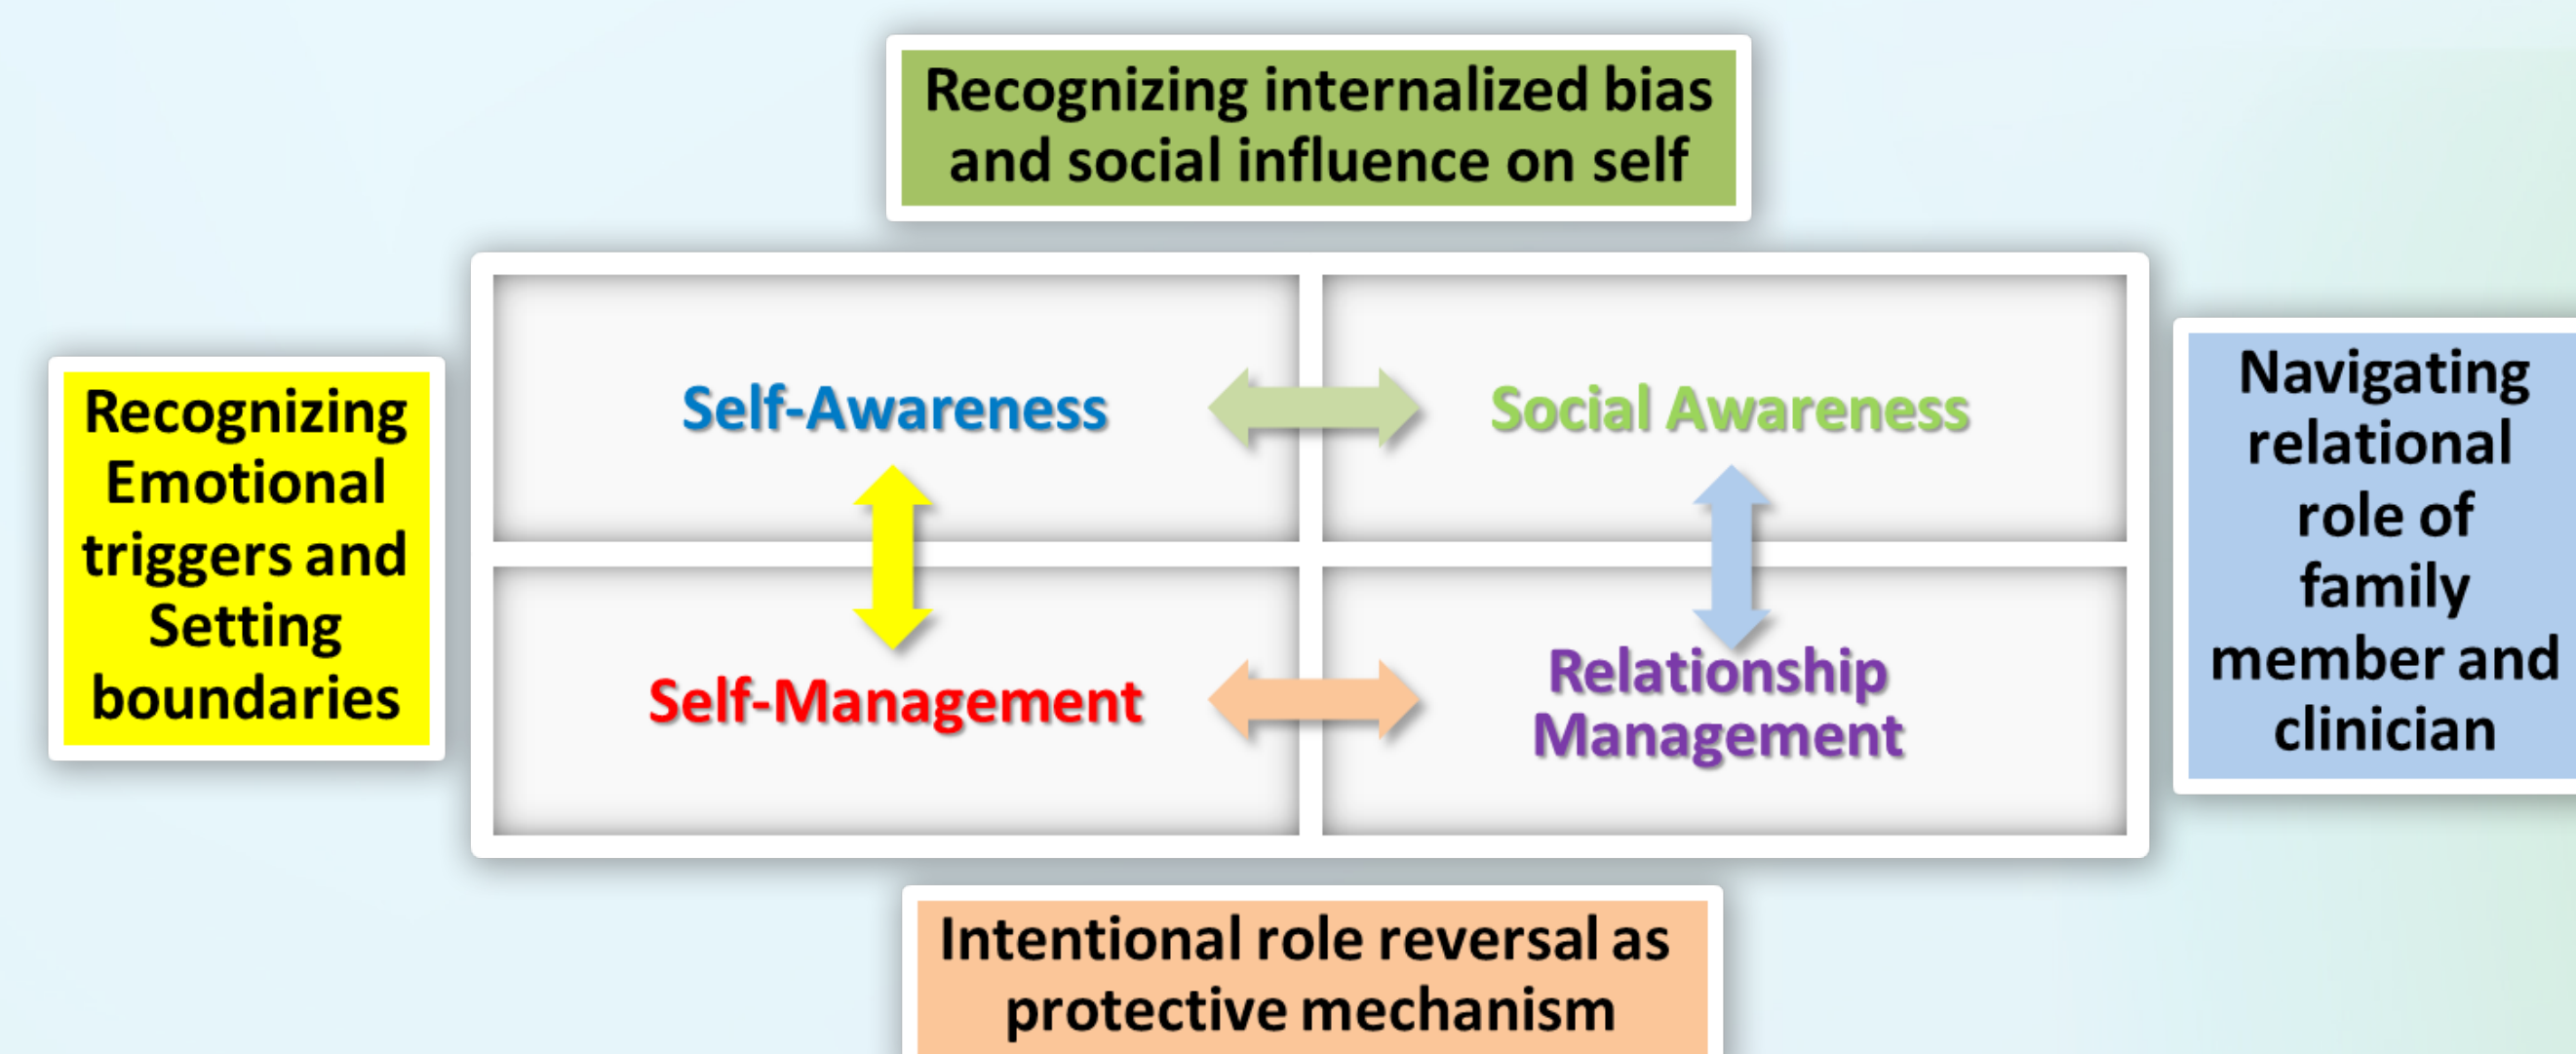 Recognizing internalized bias
and social influence on self
Recognizing
Emotional
triggers and
Setting
boundaries
Self-Awareness
Social Awareness
Self-Management
Relationship
Management
Navigating
relational
role of
family
member and
clinician
Intentional role reversal as
protective mechanism